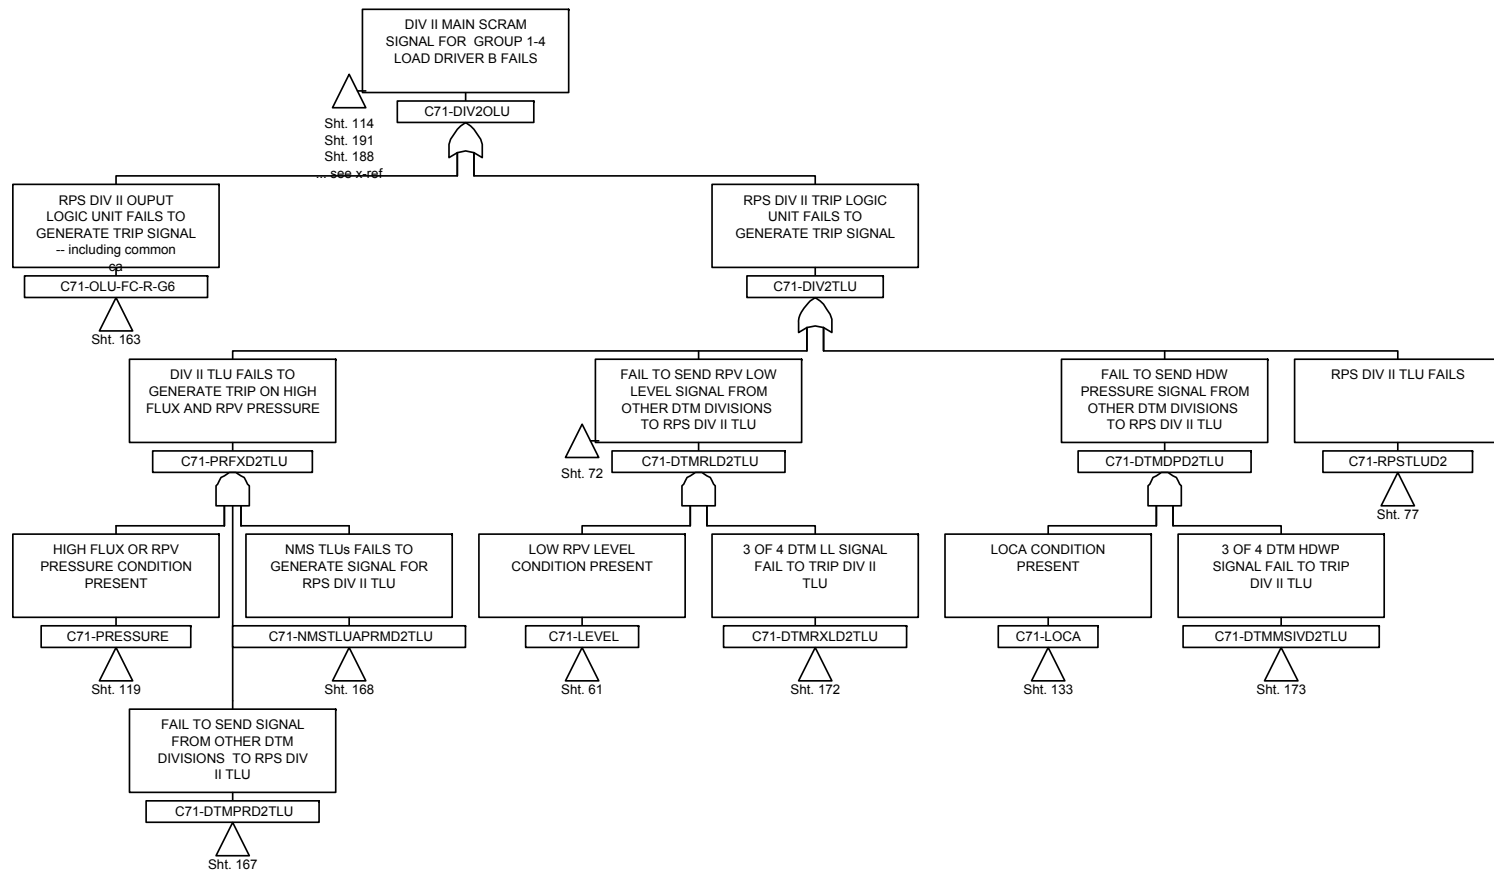 DIV II MAIN SCRAM
SIGNAL FOR GROUP 1-4
LOAD DRIVER B FAILS
C71-DIV2OLU
Sht. 114
Sht. 191
Sht. 188
... see x-ref
RPS DIV II OUPUT
LOGIC UNIT FAILS TO
GENERATE TRIP SIGNAL
-- including common
ca
C71-OLU-FC-R-G6
Sht. 163
RPS DIV II TRIP LOGIC
UNIT FAILS TO
GENERATE TRIP SIGNAL
C71-DIV2TLU
DIV II TLU FAILS TO
GENERATE TRIP ON HIGH
FLUX AND RPV PRESSURE
C71-PRFXD2TLU
FAIL TO SEND RPV LOW
LEVEL SIGNAL FROM
OTHER DTM DIVISIONS
TO RPS DIV II TLU
Sht. 72
C71-DTMRLD2TLU
FAIL TO SEND HDW
PRESSURE SIGNAL FROM
OTHER DTM DIVISIONS
TO RPS DIV II TLU
C71-DTMDPD2TLU
RPS DIV II TLU FAILS
C71-RPSTLUD2
Sht. 77
HIGH FLUX OR RPV
PRESSURE CONDITION
PRESENT
C71-PRESSURE
Sht. 119
NMS TLUs FAILS TO
GENERATE SIGNAL FOR
RPS DIV II TLU
C71-NMSTLUAPRMD2TLU
Sht. 168
LOW RPV LEVEL
CONDITION PRESENT
C71-LEVEL
Sht. 61
3 OF 4 DTM LL SIGNAL
FAIL TO TRIP DIV II
TLU
C71-DTMRXLD2TLU
Sht. 172
LOCA CONDITION
PRESENT
C71-LOCA
Sht. 133
3 OF 4 DTM HDWP
SIGNAL FAIL TO TRIP
DIV II TLU
C71-DTMMSIVD2TLU
Sht. 173
FAIL TO SEND SIGNAL
FROM OTHER DTM
DIVISIONS TO RPS DIV
II TLU
C71-DTMPRD2TLU
Sht. 167